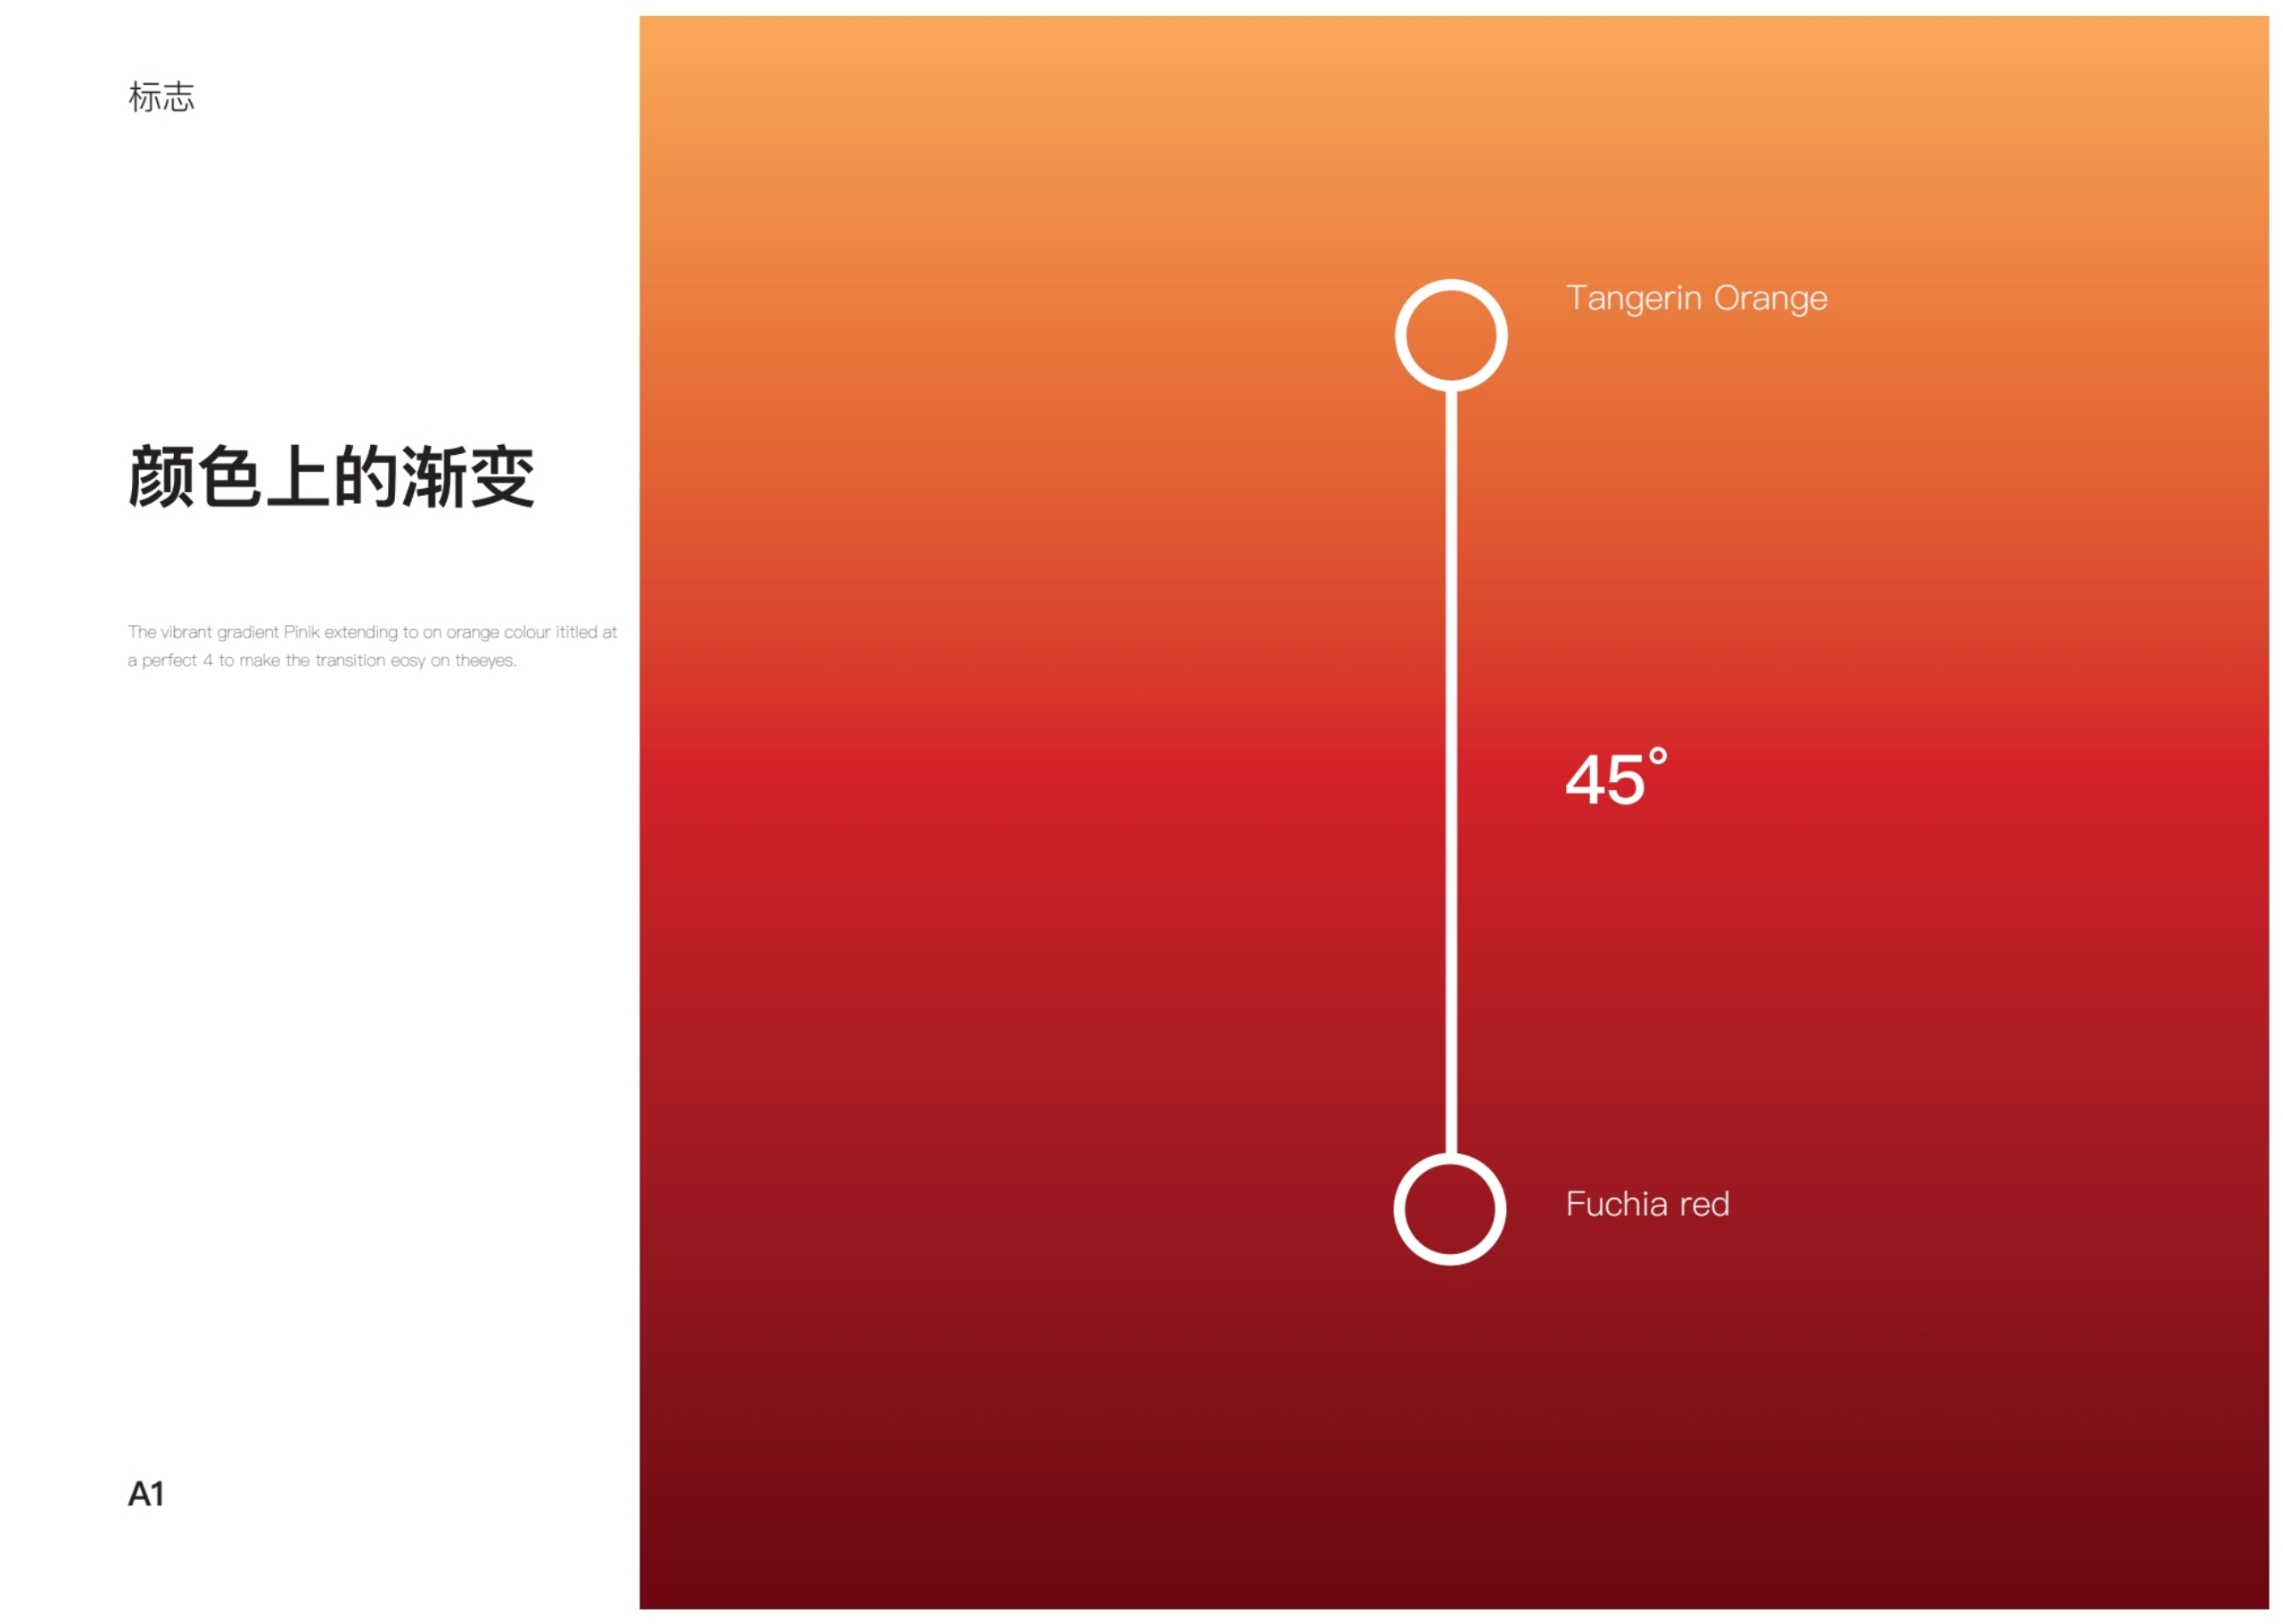 标志
颜色上的渐变
The vibrant gradient Pinik extending to on orange colour ititled at
a perfect 4 to make the transition eosy on theeyes.
A1
Tangerin Orange
45°
Fuchia red